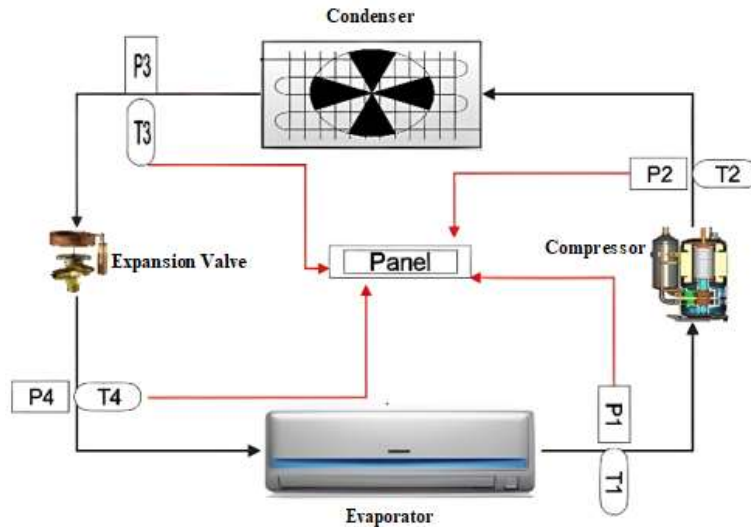 Condenser
P3
T3
P2
T2
Expansion Valve
Panel
Compressor
P4
T4
P1
T1
Evaporator